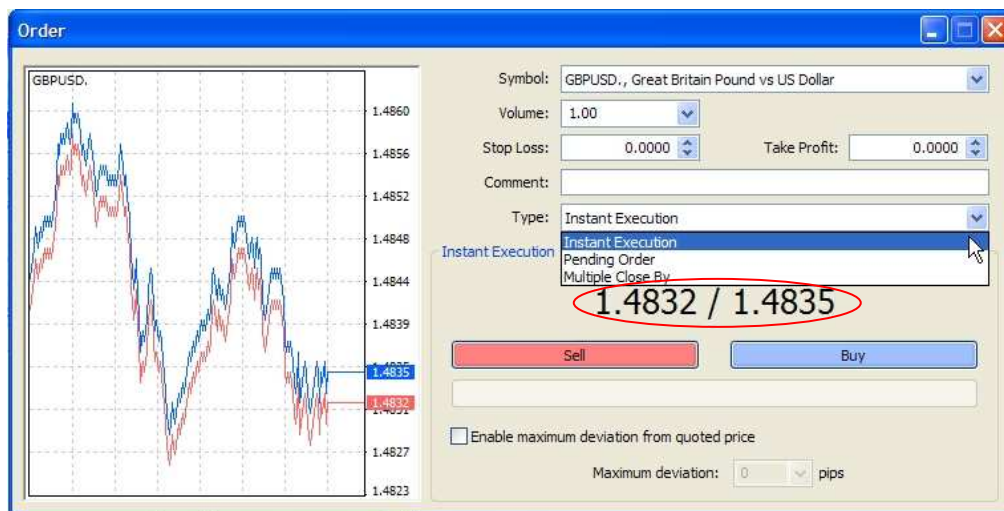 Order
GBPUSD.
1.4860
1.4856
1.4852
1.4848
1.4844
1.4839
1.4835
1.4832
1.4827
1.4823
Symbol: GBPUSD., Great Britain Pound vs US Dollar
Volume: 1.00
Stop Loss: 0.0000 Take Profit: 0.0000
Comment:
Type: Instant Execution
Instant Execution
Instant Execution
Pending Order
Multiple Close By
1.4832 / 1.4835
Sell Buy
Enable maximum deviation from quoted price
Maximum deviation: 0 pips